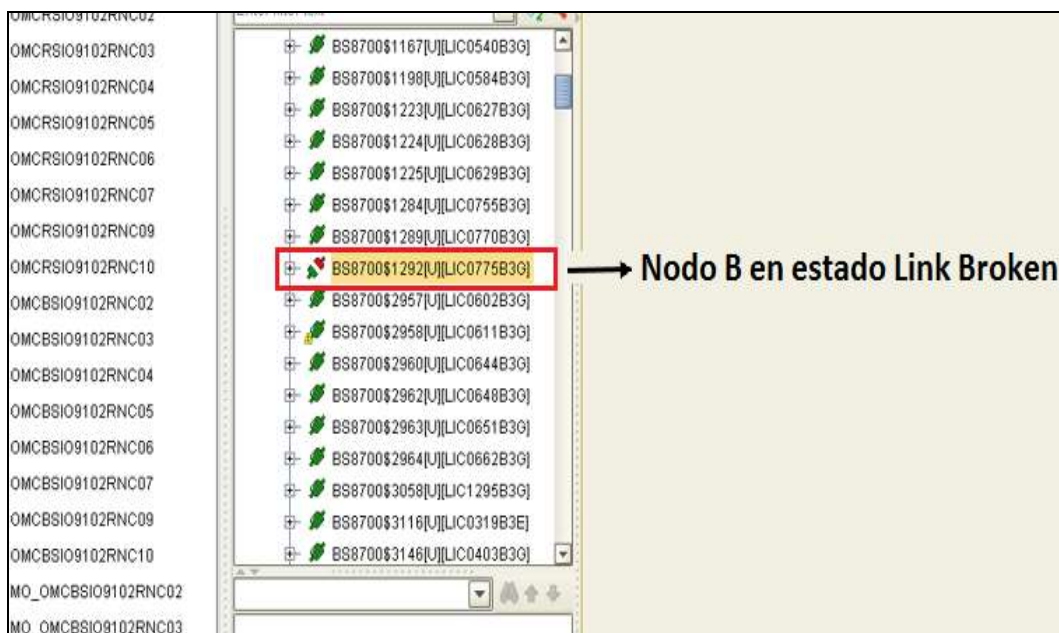 OMCRSIO9102RNC02
OMCRSIO9102RNC03
OMCRSIO9102RNC04
OMCRSIO9102RNC05
OMCRSIO9102RNC06
OMCRSIO9102RNC07
OMCRSIO9102RNC09
OMCRSIO9102RNC10
OMCBSIO9102RNC02
OMCBSIO9102RNC03
OMCBSIO9102RNC04
OMCBSIO9102RNC05
OMCBSIO9102RNC06
OMCBSIO9102RNC07
OMCBSIO9102RNC09
OMCBSIO9102RNC10
MO_OMCBSIO9102RNC02
MO_OMCBSIO9102RNC03
BS8700$1167[U][LIC0540B3G]
BS8700$1198[U][LIC0584B3G]
BS8700$1223[U][LIC0627B3G]
BS8700$1224[U][LIC0628B3G]
BS8700$1225[U][LIC0629B3G]
BS8700$1284[U][LIC0755B3G]
BS8700$1289[U][LIC0770B3G]
BS8700$1292[U][LIC0775B3G]
BS8700$2957[U][LIC0602B3G]
BS8700$2958[U][LIC0611B3G]
BS8700$2960[U][LIC0644B3G]
BS8700$2962[U][LIC0648B3G]
BS8700$2963[U][LIC0651B3G]
BS8700$2964[U][LIC0662B3G]
BS8700$3058[U][LIC1295B3G]
BS8700$3116[U][LIC0319B3E]
BS8700$3146[U][LIC0403B3G]
Nodo B en estado Link Broken